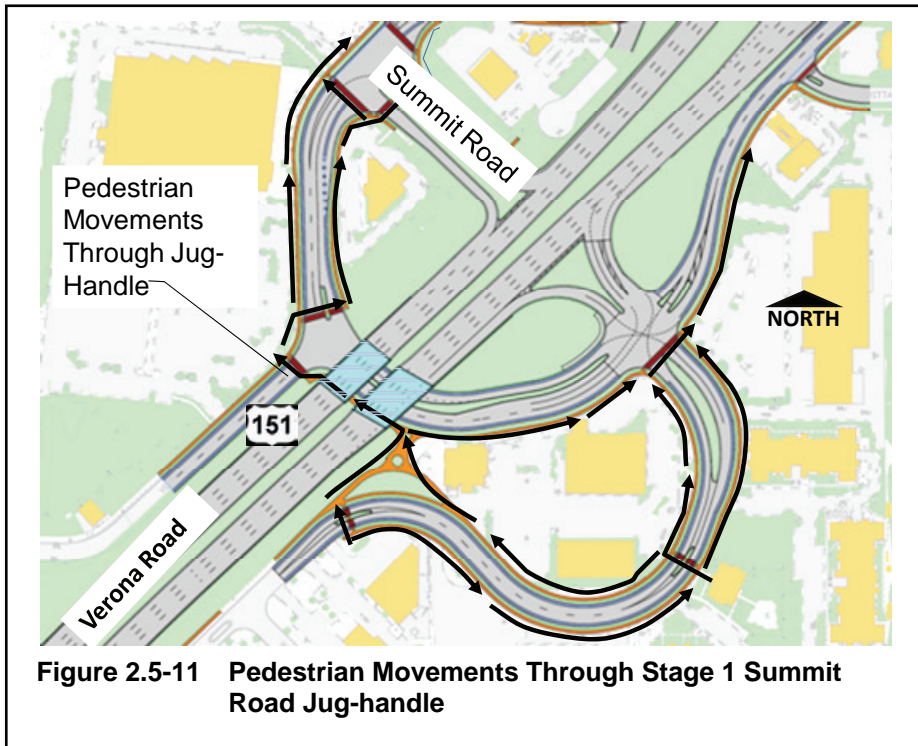 Summit Road
Pedestrian
Movements
Through Jug-
Handle
NORTH
151
Verona Road
Figure 2.5-11 Pedestrian Movements Through Stage 1 Summit
Road Jug-handle